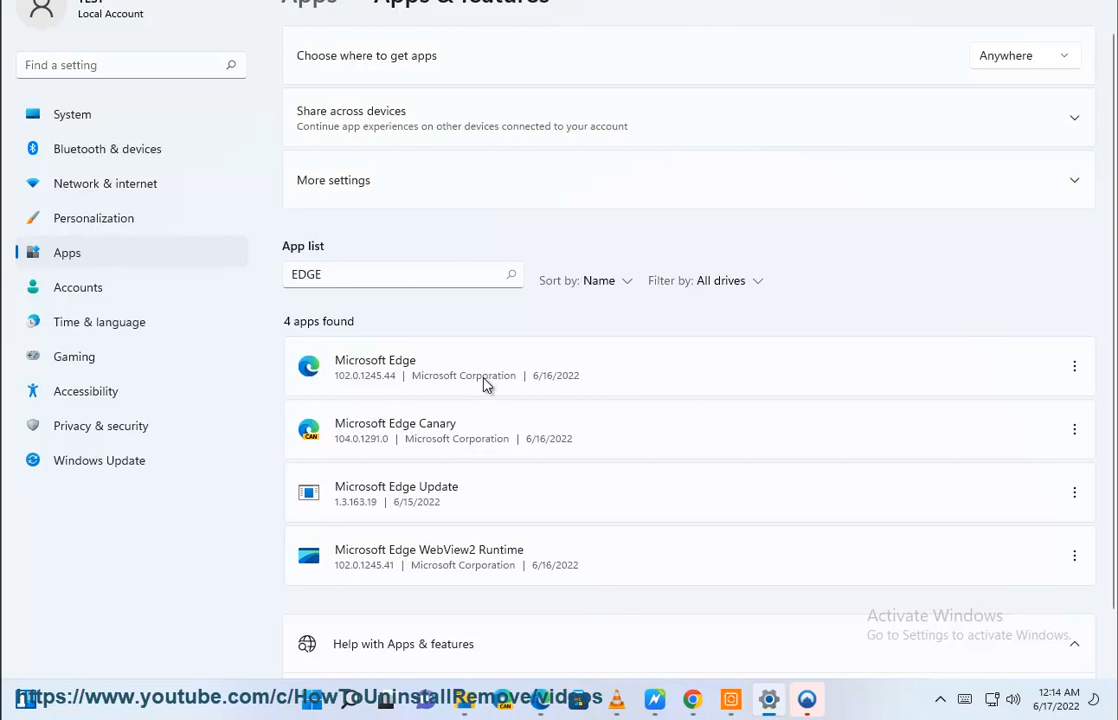 TEST
Apps Apps & features
Local Account
Choose where to get apps
Anywhere
Find a setting
Share across devices
Continue app experiences on other devices connected to your account
System
Bluetooth & devices
More settings
Network & internet
Personalization
App list
Apps
EDGE
Sort by: Name
Filter by: All drives
Accounts
4 apps found
Time & language
Gaming
Microsoft Edge
102.0.1245.44 | Microsoft Corporation | 6/16/2022
Accessibility
Microsoft Edge Canary
104.0.1291.0 | Microsoft Corporation | 6/16/2022
CAN
Privacy & security
Windows Update
Microsoft Edge Update
1.3.163.19 | 6/15/2022
Microsoft Edge WebView2 Runtime
102.0.1245.41 | Microsoft Corporation | 6/16/2022
Activate Windows
Go to Settings to activate Windows.
Help with Apps & features
https://www.youtube.com/c/HowToUninstallRemove/videos
12:14 AM
6/17/2022